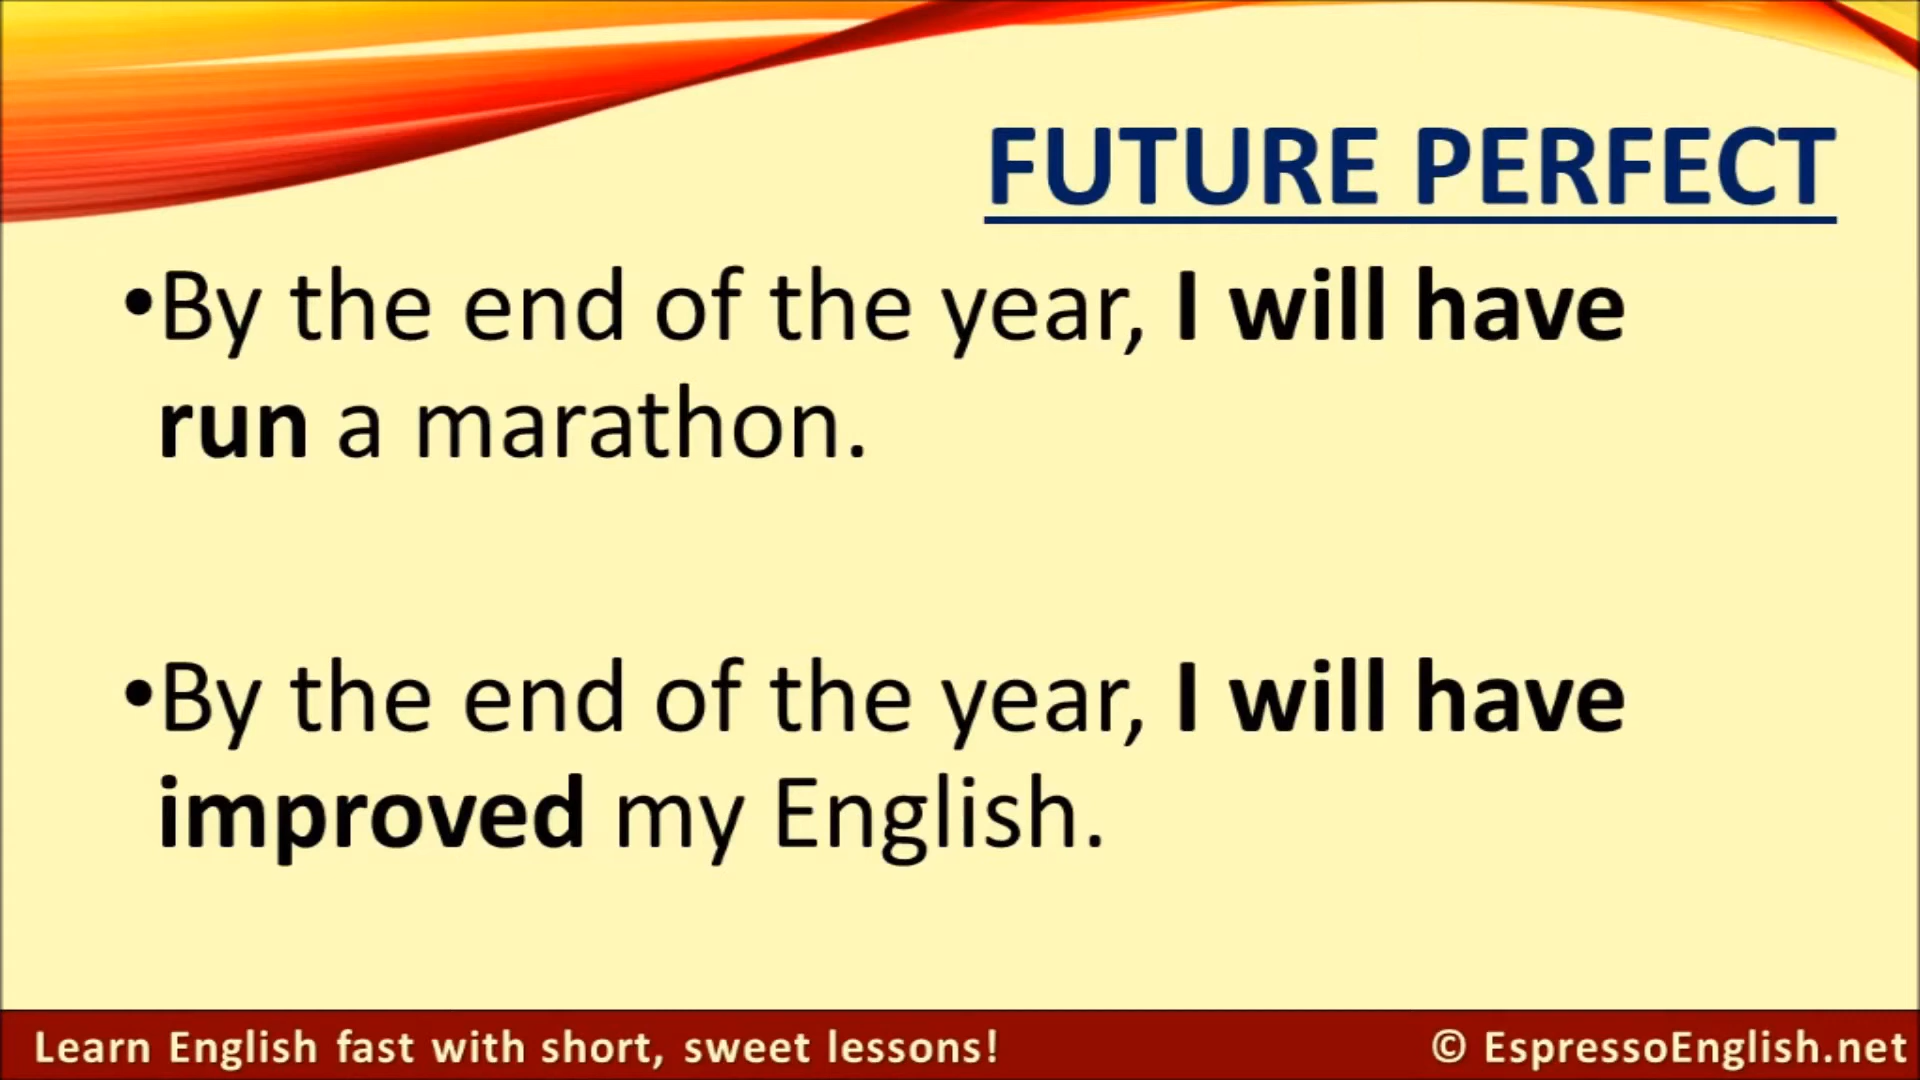 FUTURE PERFECT
•By the end of the year, I will have
run a marathon.
•By the end of the year, I will have
improved my English.
Learn English fast with short, sweet lessons!
© EspressoEnglish.net